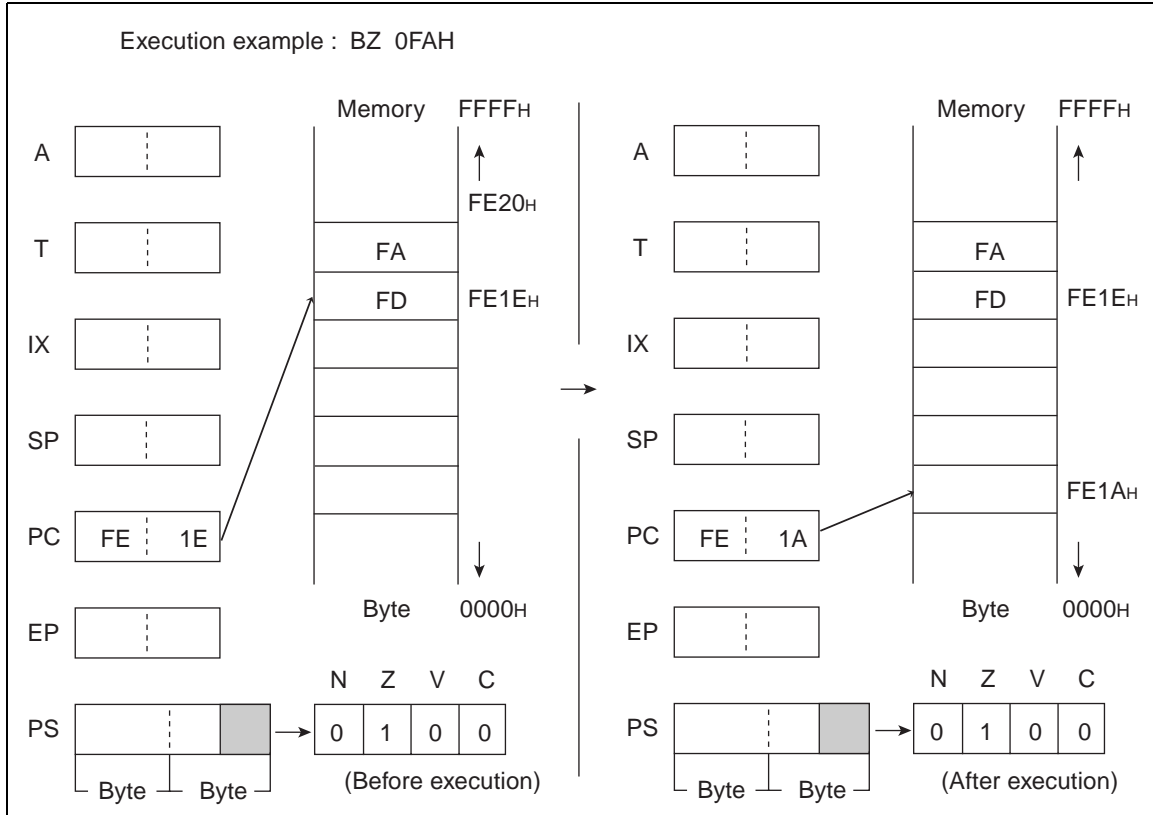 Execution example : BZ 0FAH
Memory FFFFH
A
FE20H
T
FA
FD FE1EH
IX
SP
PC FE 1E
Byte 0000H
EP
N Z V C
PS
0 1 0 0
Byte Byte
(Before execution)
Memory FFFFH
A
T
FA
FD FE1EH
IX
SP
FE1AH
PC FE 1A
Byte 0000H
EP
N Z V C
PS
0 1 0 0
Byte Byte
(After execution)